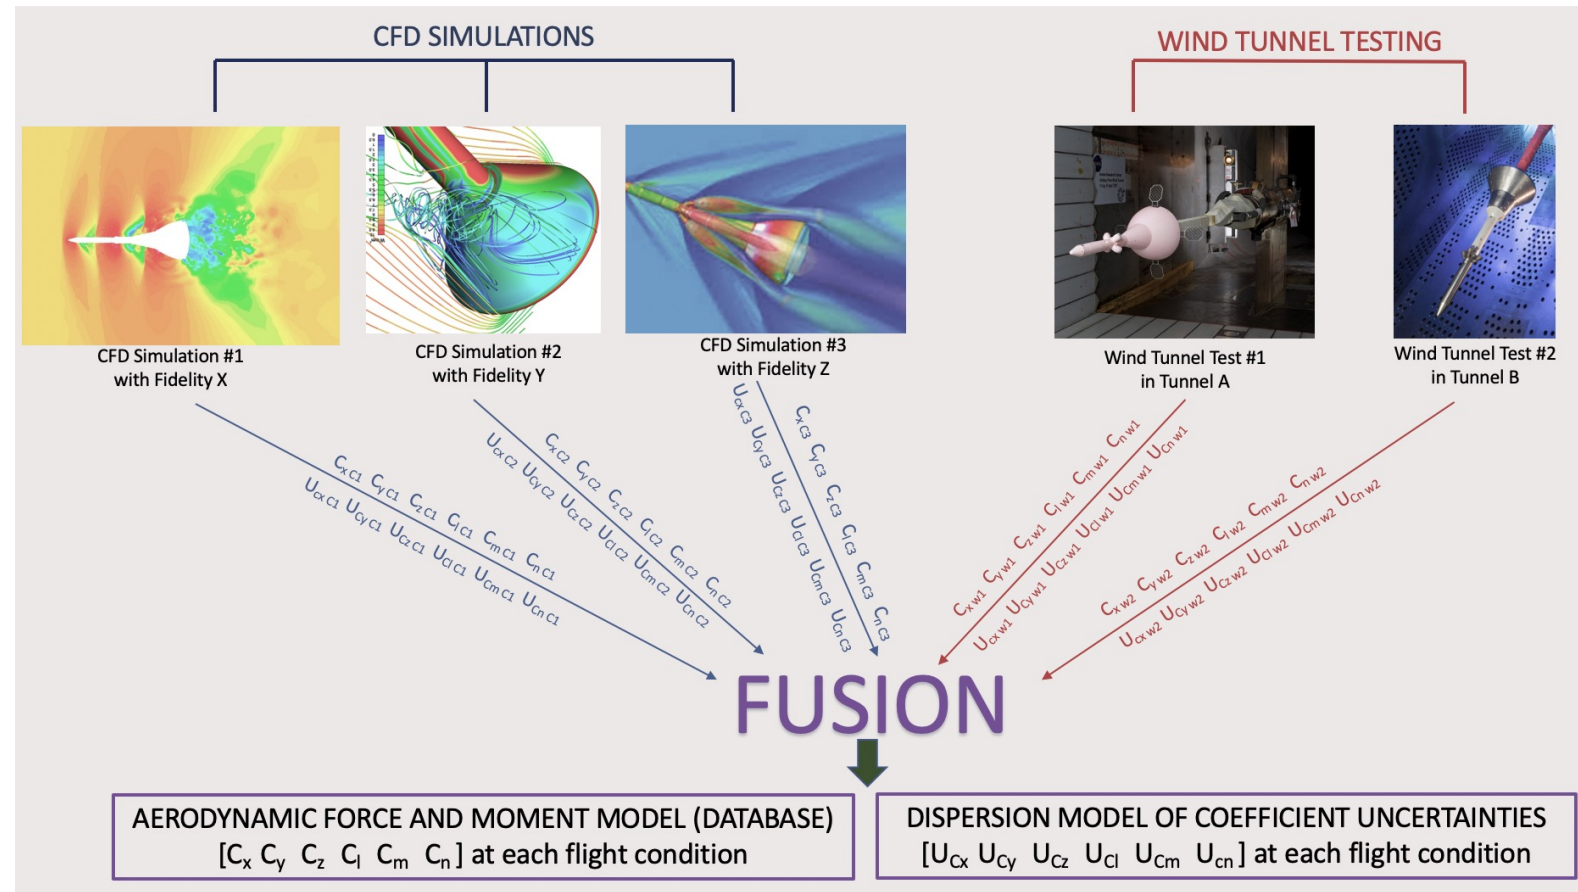 CFD SIMULATIONS
WIND TUNNEL TESTING
CFD Simulation #1
with Fidelity X
CFD Simulation #2
with Fidelity Y
CFD Simulation #3
with Fidelity Z
Wind Tunnel Test #1
in Tunnel A
Wind Tunnel Test #2
in Tunnel B
Cx C1 Cy C1 Cz C1 Cl C1 Cm C1 Cn C1
Ucx C1 UCy C1 UCz C1 UCl C1 UCm C1 UCn C1
Cx C2 Cy C2 Cz C2 Cl C2 Cm C2 Cn C2
Ucx C2 UCy C2 UCz C2 UCl C2 UCm C2 UCn C2
Cx C3 Cy C3 Cz C3 Cl C3 Cm C3 Cn C3
Ucx C3 UCy C3 UCz C3 UCl C3 UCm C3 UCn C3
Cx w1 Cy w1 Cz w1 Cl w1 Cm w1 Cn w1
Ucx w1 UCy w1 UCz w1 UCl w1 UCm w1 UCn w1
Cx w2 Cy w2 Cz w2 Cl w2 Cm w2 Cn w2
Ucx w2 UCy w2 UCz w2 UCl w2 UCm w2 UCn w2
FUSION
AERODYNAMIC FORCE AND MOMENT MODEL (DATABASE)
[Cx Cy Cz Cl Cm Cn ] at each flight condition
DISPERSION MODEL OF COEFFICIENT UNCERTAINTIES
[UCx UCy UCz UCl UCm Ucn ] at each flight condition